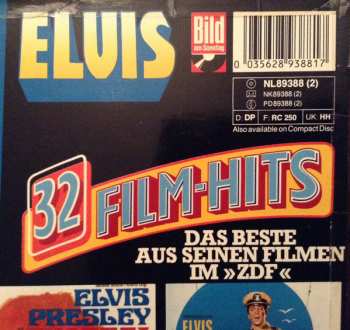 ELVIS
Bild
am Sonntag
0 035628 938817
NL89388 (2)
NK89388 (2)
PD89388 (2)
D: DP F: RC 250 UK: HH
Also available on Compact Disc
32 FILM-HITS
DAS BESTE
AUS SEINEN FILMEN
IM »ZDF«
ELVIS
PRESLEY
ELVIS